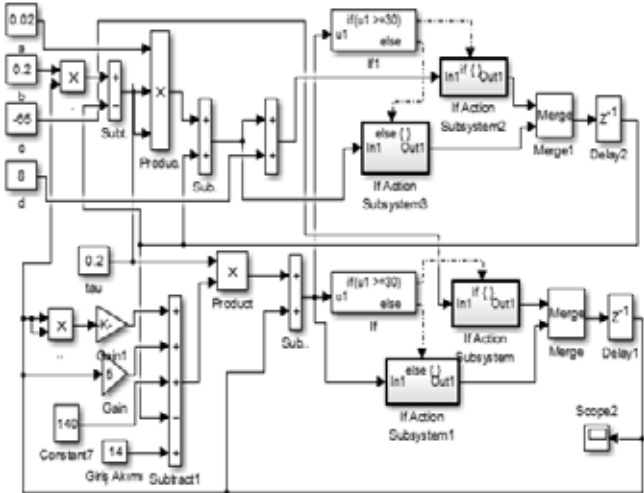 0.02
a
0.2
b
-65
c
8
d
X
+
-
Subt.
X
Produc.
+
+
Sub.
+
+
if(u1 >=30)
u1
else
If1
if { }
In1 Out1
If Action
Subsystem2
else { }
In1 Out1
If Action
Subsystem3
Merge
Merge1
Z-1
Delay2
0.2
tau
X
Product
+
+
Sub..
if(u1 >=30)
u1
else
If
if { }
In1 Out1
If Action
Subsystem
else { }
In1 Out1
If Action
Subsystem1
Merge
Merge
Z-1
Delay1
Scope2
X
..
K-
Gain1
5
Gain
140
Constant7
14
Giriş Akımı
+
+
+
-
+
Subtract1